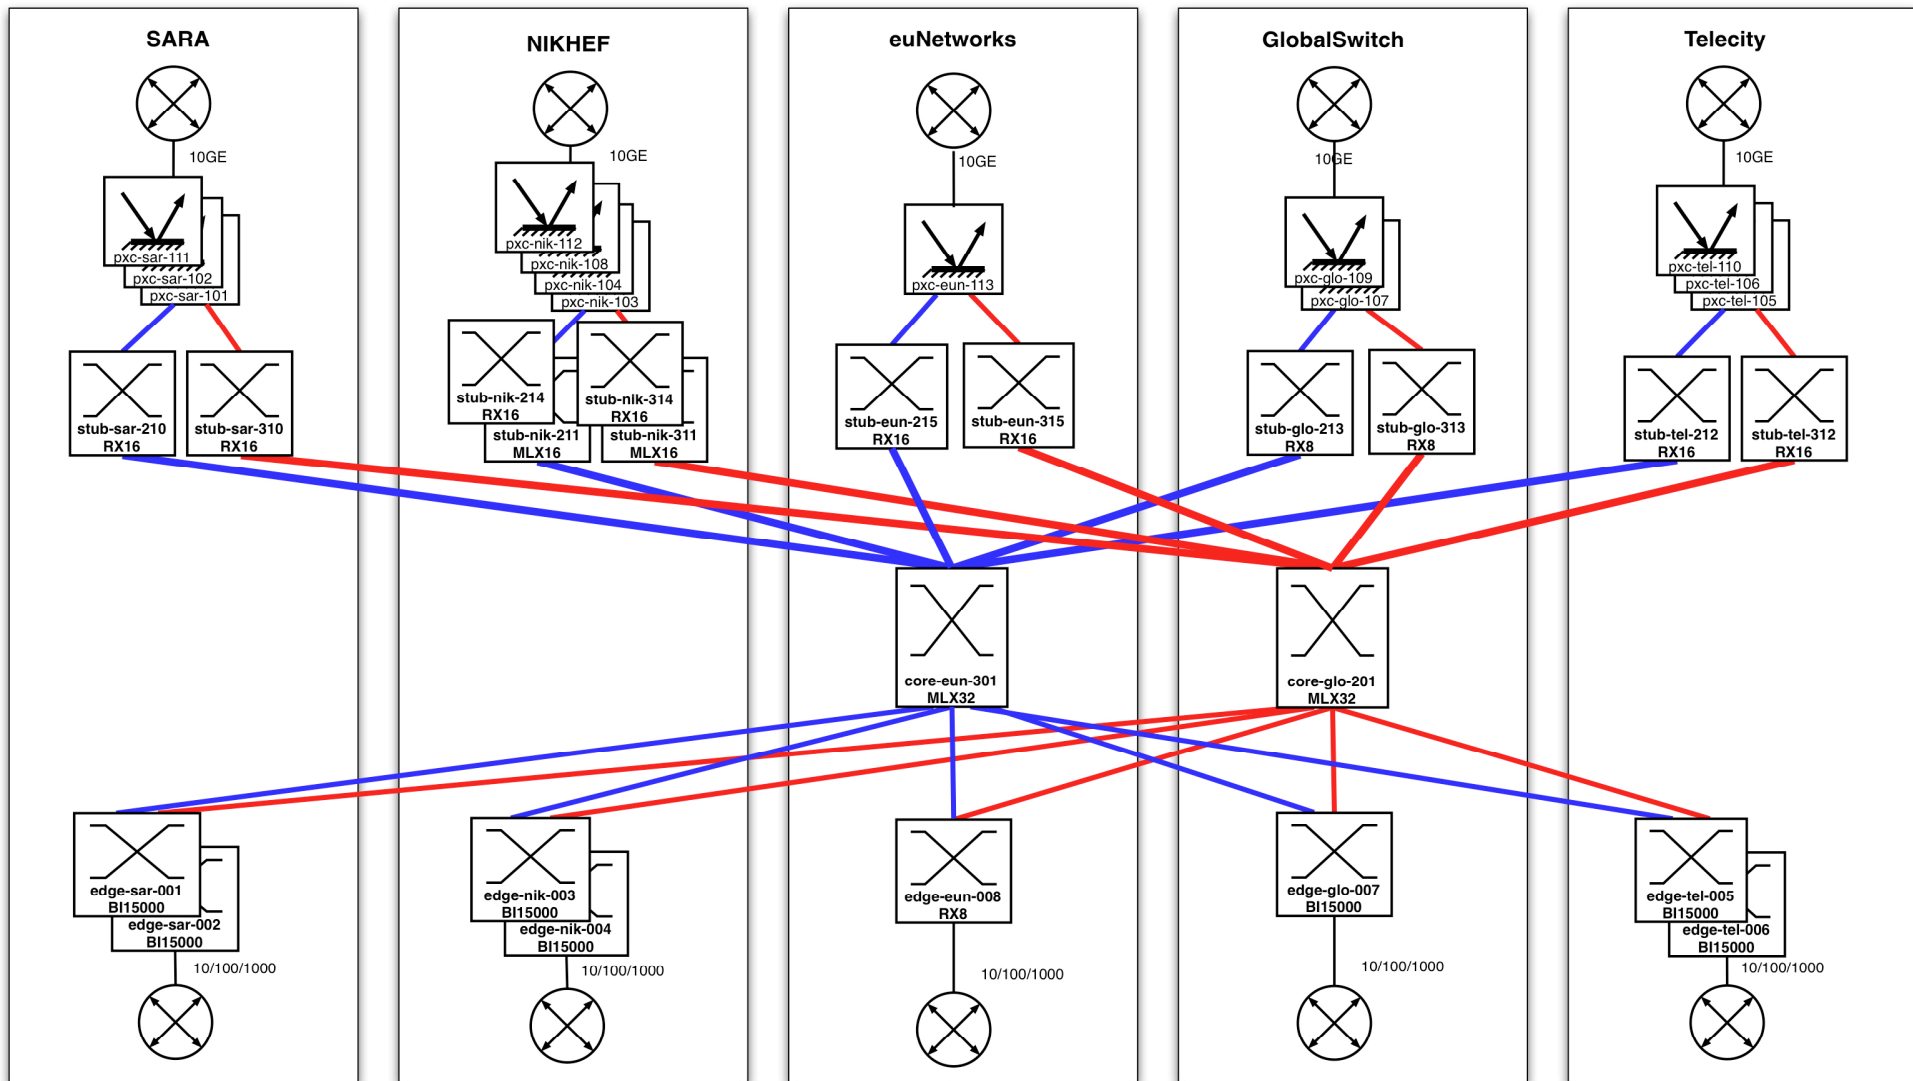 SARA
NIKHEF
euNetworks
GlobalSwitch
Telecity
10GE
10GE
10GE
10GE
10GE
pxc-sar-111
pxc-sar-102
pxc-sar-101
pxc-nik-112
pxc-nik-108
pxc-nik-104
pxc-nik-103
pxc-eun-113
pxc-glo-109
pxc-glo-107
pxc-tel-110
pxc-tel-106
pxc-tel-105
stub-sar-210
RX16
stub-sar-310
RX16
stub-nik-214
RX16
stub-nik-314
RX16
stub-nik-211
MLX16
stub-nik-311
MLX16
stub-eun-215
RX16
stub-eun-315
RX16
stub-glo-213
RX8
stub-glo-313
RX8
stub-tel-212
RX16
stub-tel-312
RX16
core-eun-301
MLX32
core-glo-201
MLX32
edge-sar-001
BI15000
edge-sar-002
BI15000
edge-nik-003
BI15000
edge-nik-004
BI15000
edge-eun-008
RX8
edge-glo-007
BI15000
edge-tel-005
BI15000
edge-tel-006
BI15000
10/100/1000
10/100/1000
10/100/1000
10/100/1000
10/100/1000